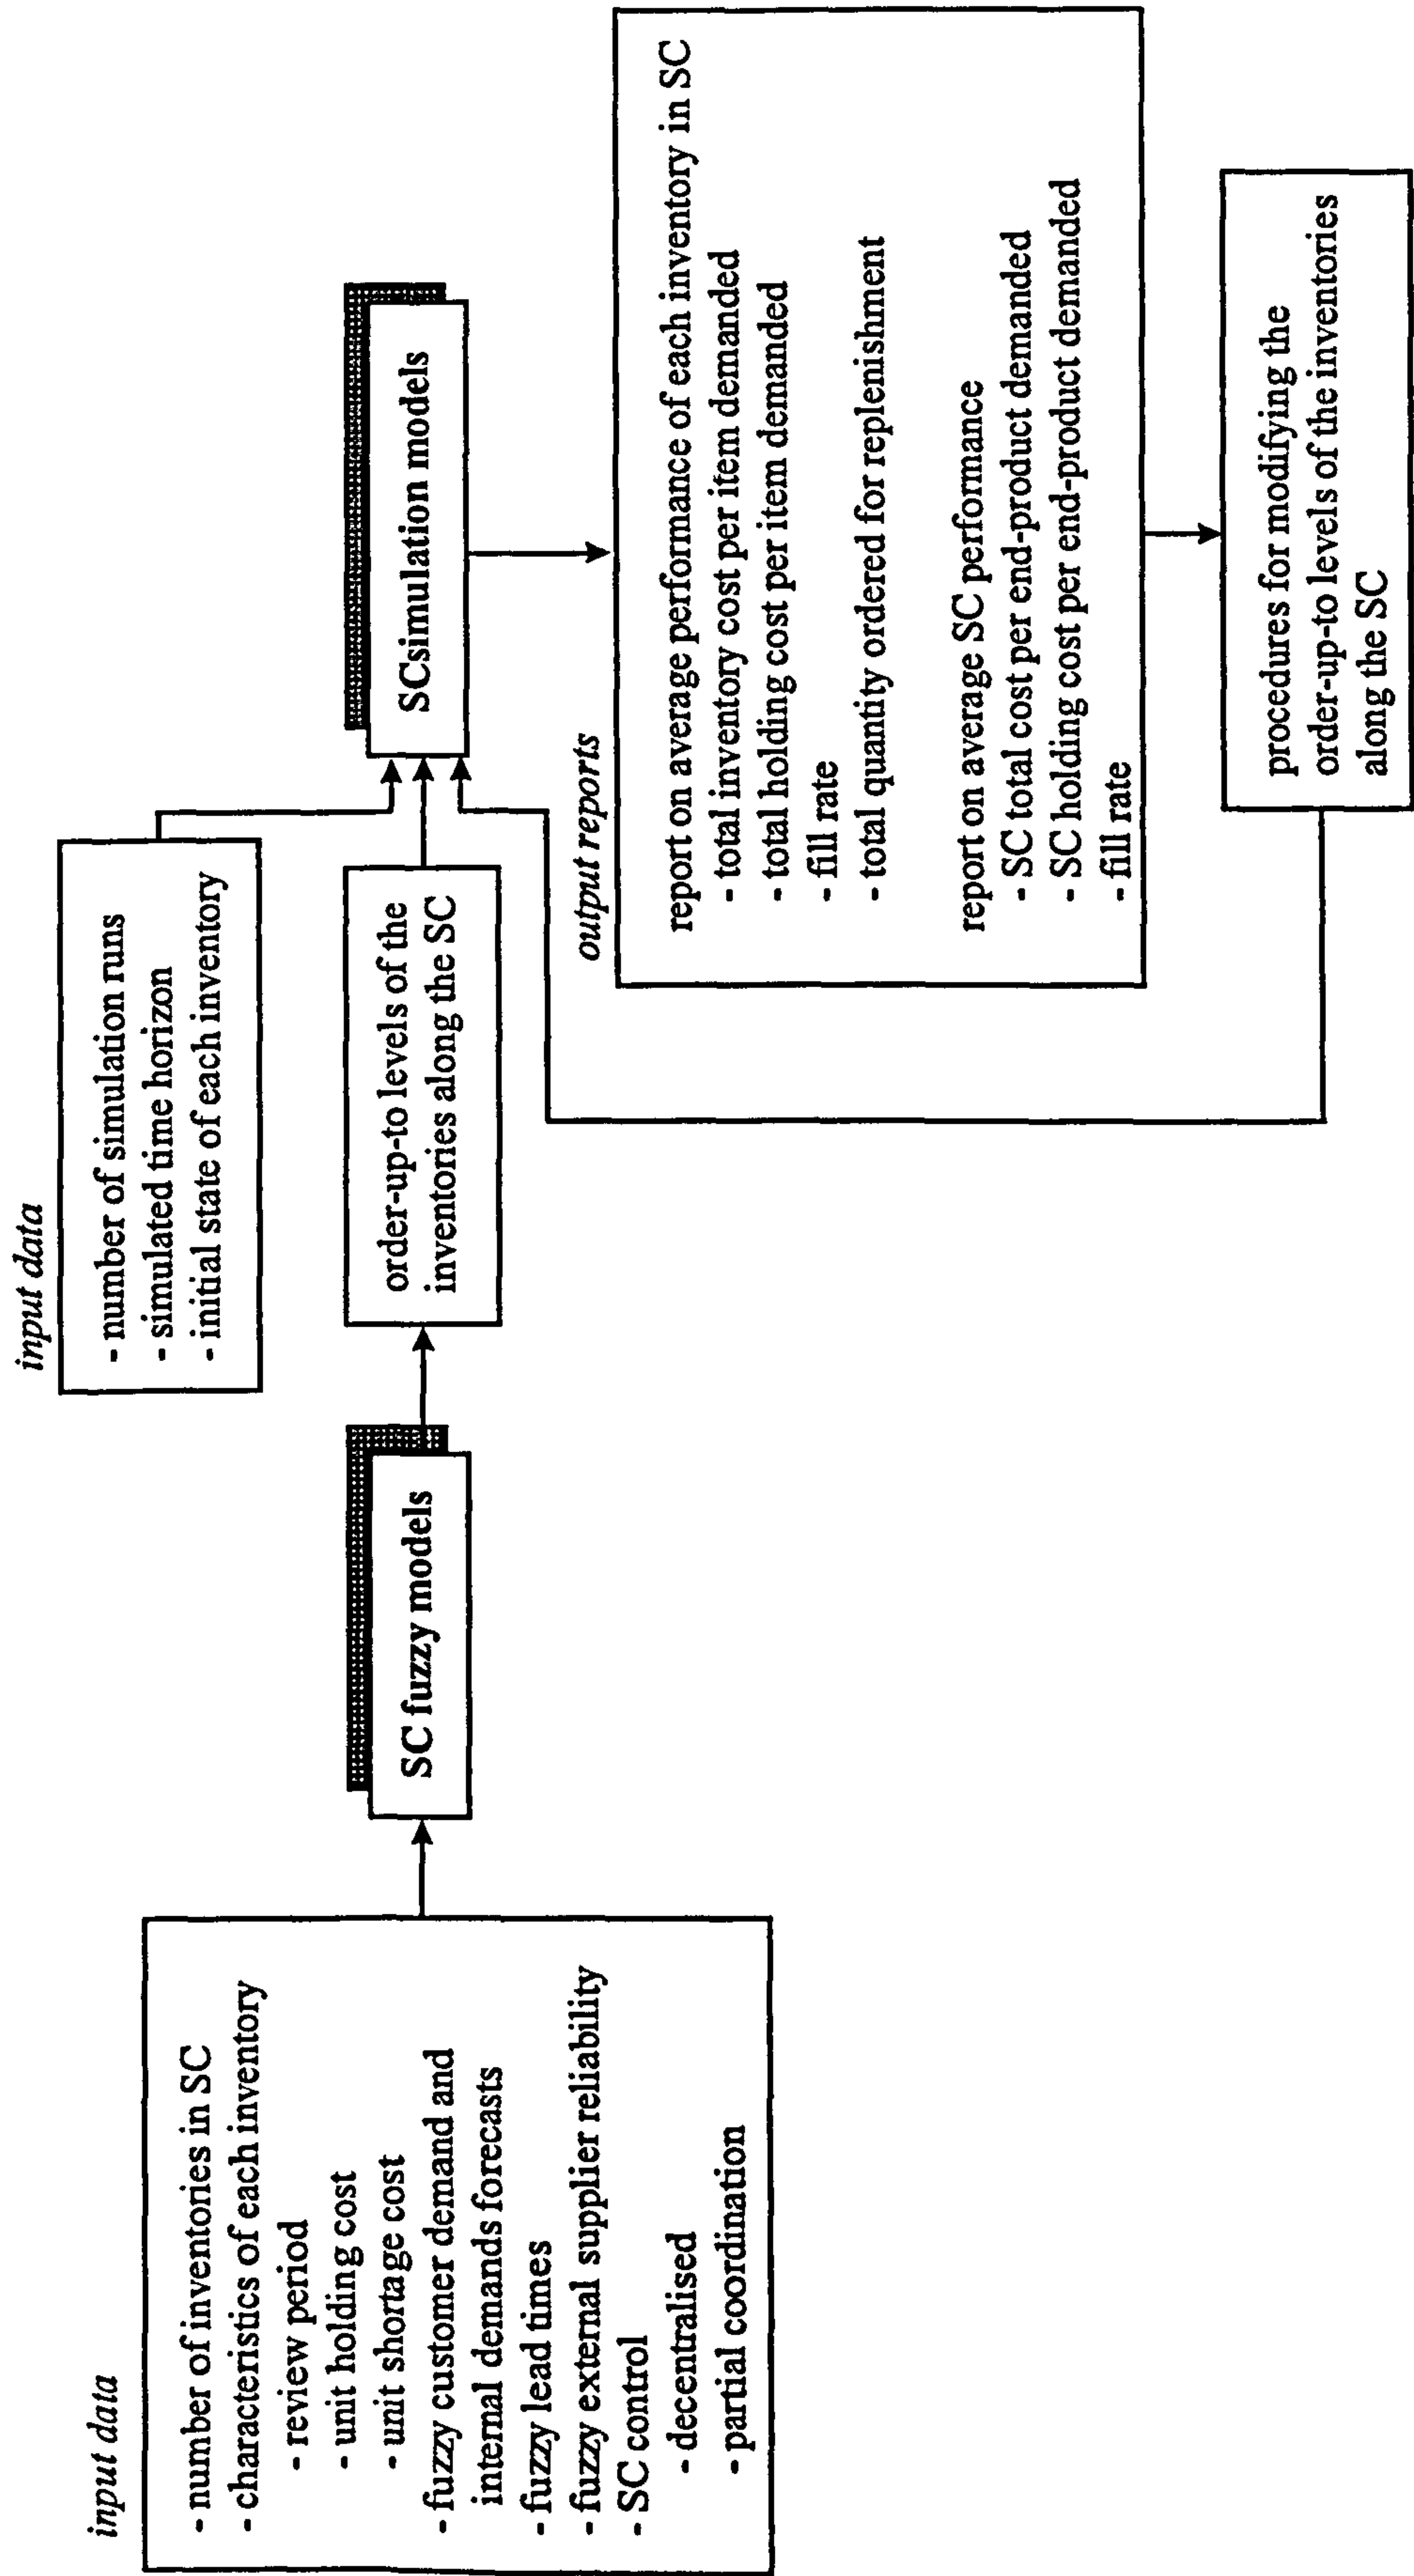 input data
- number of inventories in SC
- characteristics of each inventory
- review period
- unit holding cost
- unit shortage cost
- fuzzy customer demand and
internal demands forecasts
- fuzzy lead times
- fuzzy external supplier reliability
- SC control
- decentralised
- partial coordination
SC fuzzy models
input data
- number of simulation runs
- simulated time horizon
- initial state of each inventory
order-up-to levels of the
inventories along the SC
SCsimulation models
output reports
report on average performance of each inventory in SC
- total inventory cost per item demanded
- total holding cost per item demanded
- fill rate
- total quantity ordered for replenishment
report on average SC performance
- SC total cost per end-product demanded
- SC holding cost per end-product demanded
- fill rate
procedures for modifying the
order-up-to levels of the inventories
along the SC